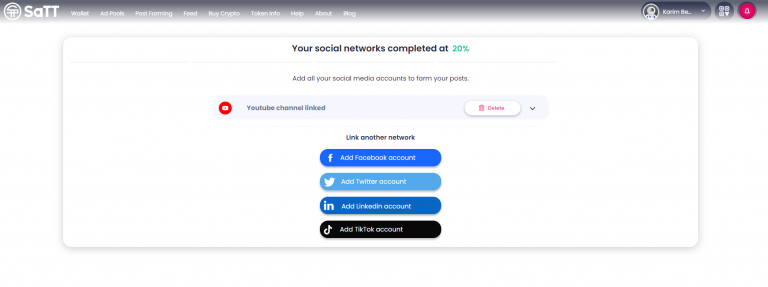 SaTT Wallet Ad Pools Post Farming Feed Buy Crypto Token Info Help About Blog Karim Be...
Your social networks completed at 20%
Add all your social media accounts to farm your posts.
Youtube channel linked Delete
Link another network
Add Facebook account
Add Twitter account
Add Linkedin account
Add TikTok account